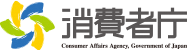 消費者庁
Consumer Affairs Agency, Government of Japan